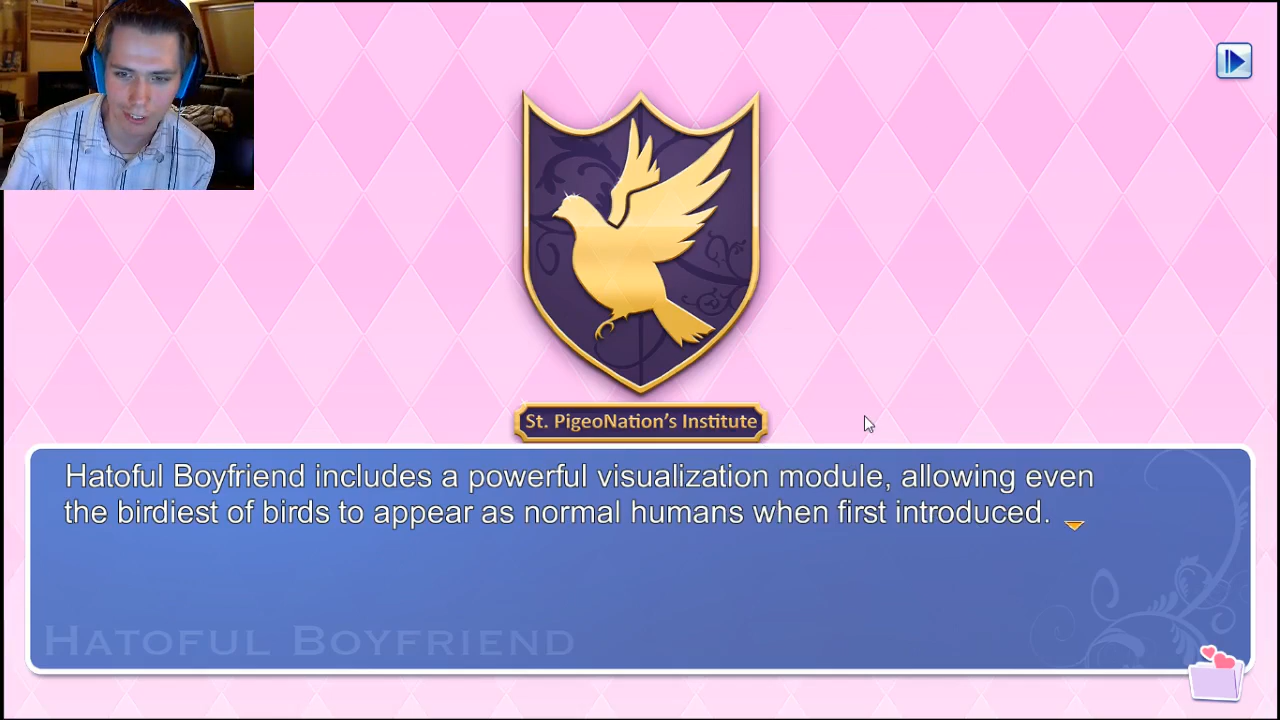 St. PigeoNation's Institute
Hatoful Boyfriend includes a powerful visualization module, allowing even
the birdiest of birds to appear as normal humans when first introduced.
HATOFUL BOYFRIEND